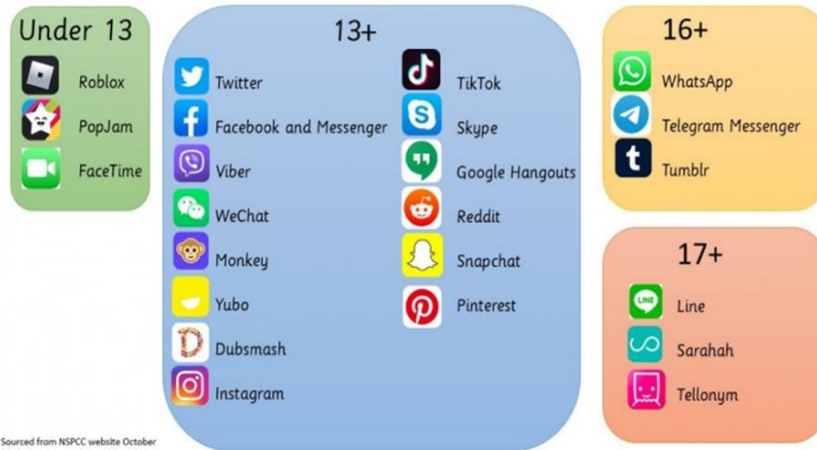 Under 13
Roblox
PopJam
FaceTime
13+
Twitter
Facebook and Messenger
Viber
WeChat
Monkey
Yubo
Dubsmash
Instagram
TikTok
Skype
Google Hangouts
Reddit
Snapchat
Pinterest
16+
WhatsApp
Telegram Messenger
Tumblr
17+
LINE
Line
Sarahah
Tellonym
Sourced from NSPCC website October